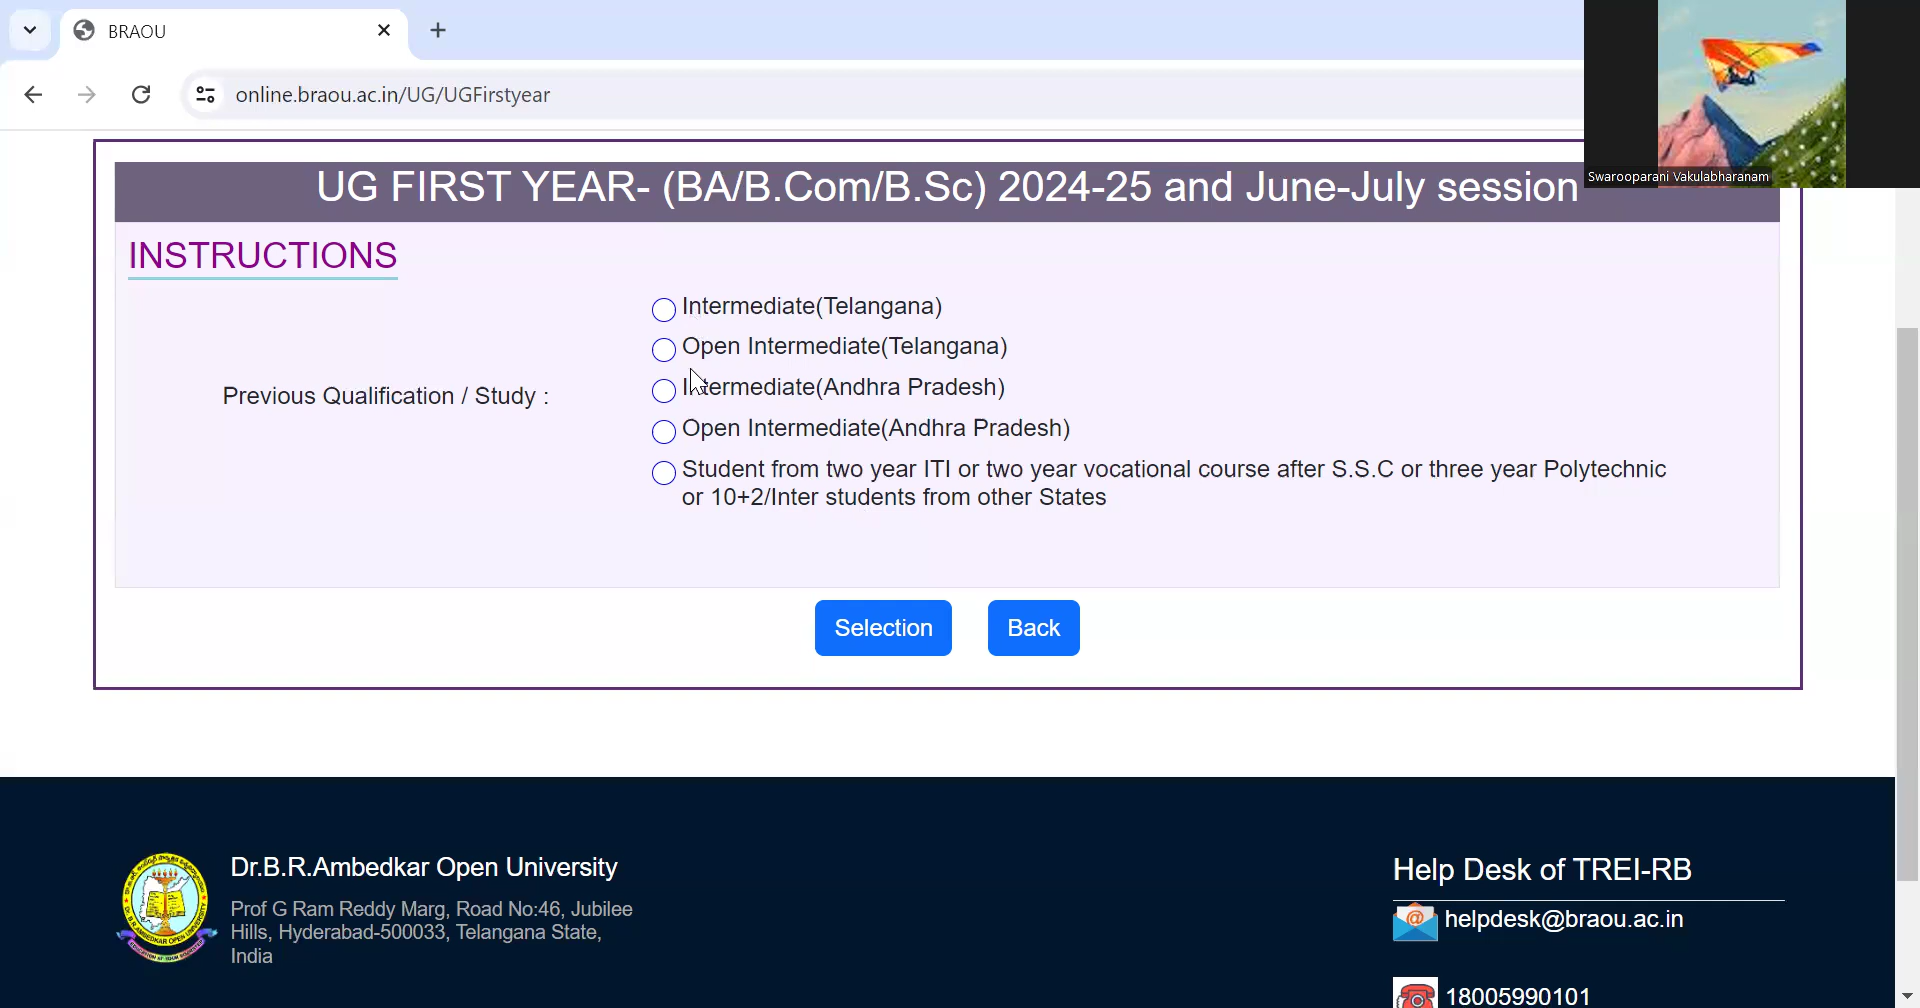 BRAOU
online.braou.ac.in/UG/UGFirstyear
Swarooparani Vakulabharanam
UG FIRST YEAR- (BA/B.Com/B.Sc) 2024-25 and June-July session
INSTRUCTIONS
Previous Qualification / Study :
Intermediate(Telangana)
Open Intermediate(Telangana)
Intermediate(Andhra Pradesh)
Open Intermediate(Andhra Pradesh)
Student from two year ITI or two year vocational course after S.S.C or three year Polytechnic
or 10+2/Inter students from other States
Selection
Back
Dr.B.R.Ambedkar Open University
Prof G Ram Reddy Marg, Road No:46, Jubilee
Hills, Hyderabad-500033, Telangana State,
India
Help Desk of TREI-RB
helpdesk@braou.ac.in
18005990101